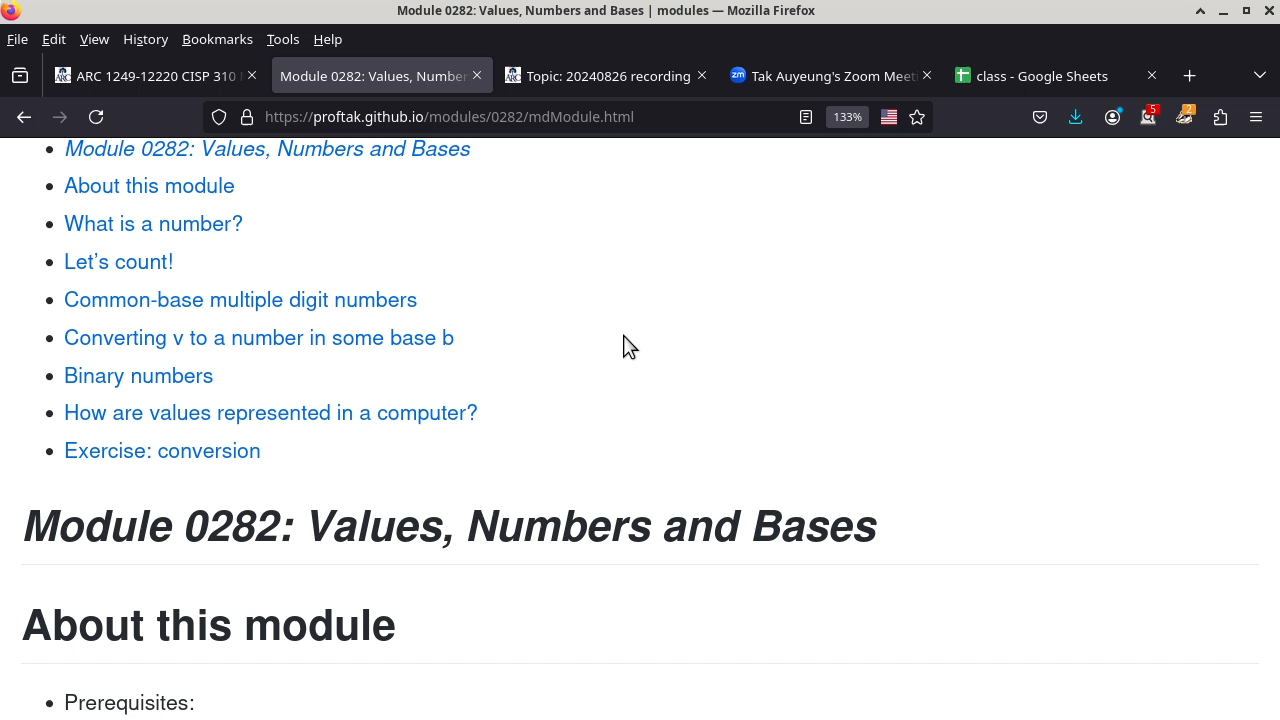 Module 0282: Values, Numbers and Bases | modules — Mozilla Firefox
File Edit View History Bookmarks Tools Help
ARC 1249-12220 CISP 310
Module 0282: Values, Number
Topic: 20240826 recording
zm Tak Auyeung's Zoom Meet
class - Google Sheets
https://proftak.github.io/modules/0282/mdModule.html 133% 5 2
Module 0282: Values, Numbers and Bases
About this module
What is a number?
Let’s count!
Common-base multiple digit numbers
Converting v to a number in some base b
Binary numbers
How are values represented in a computer?
Exercise: conversion
Module 0282: Values, Numbers and Bases
About this module
Prerequisites: